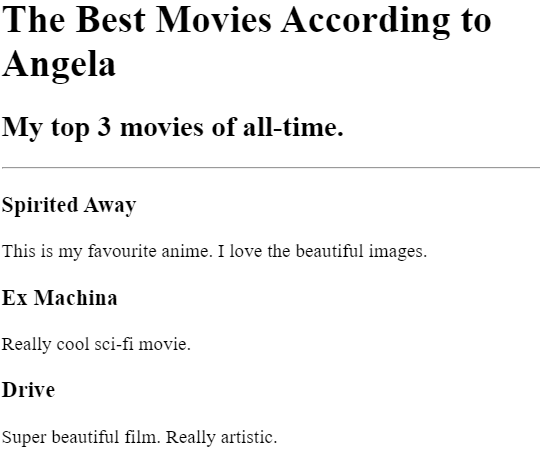 The Best Movies According to
Angela
My top 3 movies of all-time.
Spirited Away
This is my favourite anime. I love the beautiful images.
Ex Machina
Really cool sci-fi movie.
Drive
Super beautiful film. Really artistic.